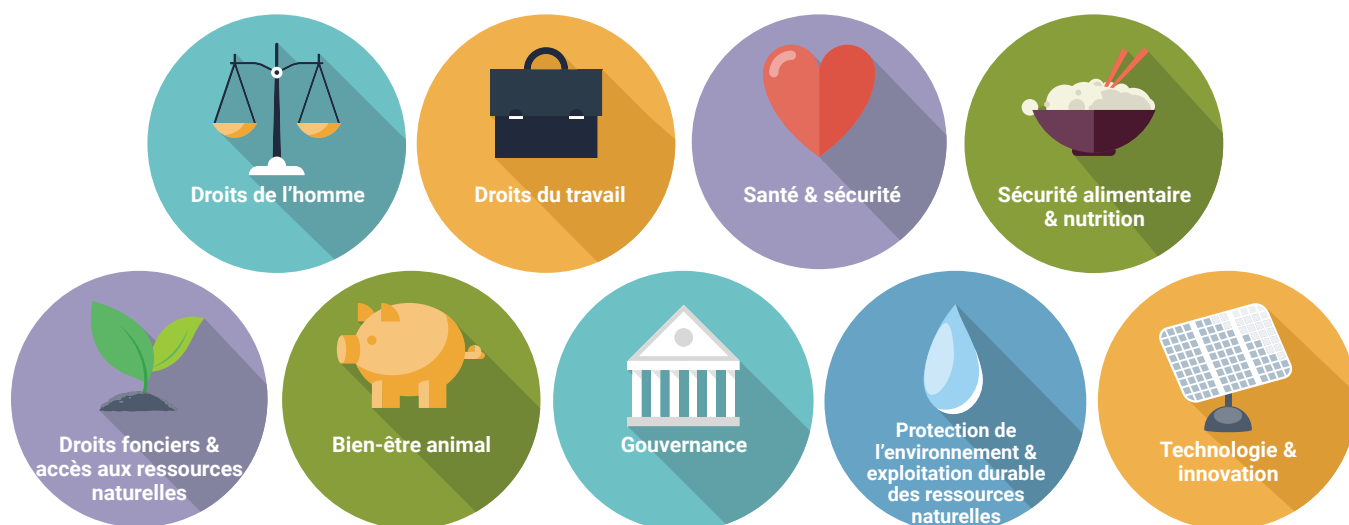 Droits de l’homme
Droits du travail
Santé & sécurité
Sécurité alimentaire
& nutrition
Droits fonciers &
accès aux ressources
naturelles
Bien-être animal
Gouvernance
Protection de
l’environnement &
exploitation durable
des ressources
naturelles
Technologie &
innovation